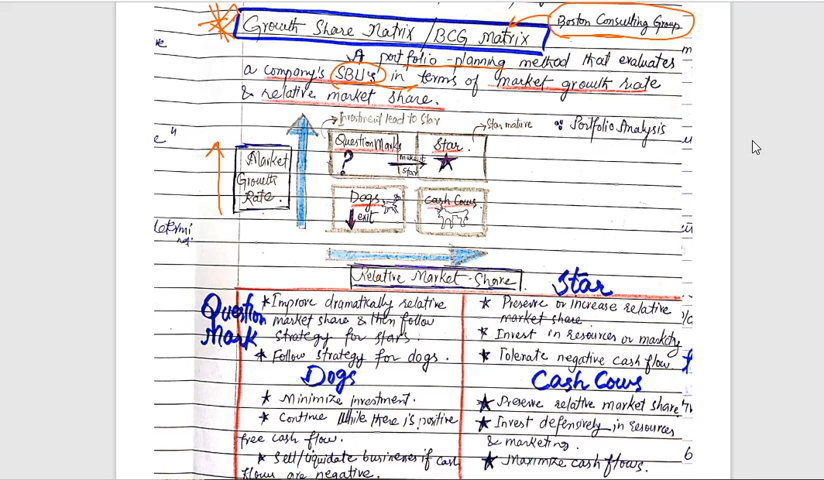 Growth Share Matrix / BCG Matrix
Boston Consulting Group
A portfolio-planning method that evaluates
a company's SBU's in terms of market growth rate
& relative market share.
Investment lead to star
Star mature
Portfolio Analysis
Question Marks
?
Star
Market
Growth
Rate.
Dogs
exit
Cash Cows
Relative Market-Share
Question
Mark
* Improve dramatically relative
market share & then follow
strategy for stars.
* Follow strategy for dogs.
Star
* Preserve or Increase relative
market share
* Invest in resources or markety
* Tolerate negative cash flow
Dogs
* Minimize investment.
* Continue while there is positive
free cash flow.
* Sell/liquidate businesses if cash
flows are negative.
Cash Cows
* Preserve relative market share
* Invest defensively in resources
& marketing.
* Maximize cash flows.